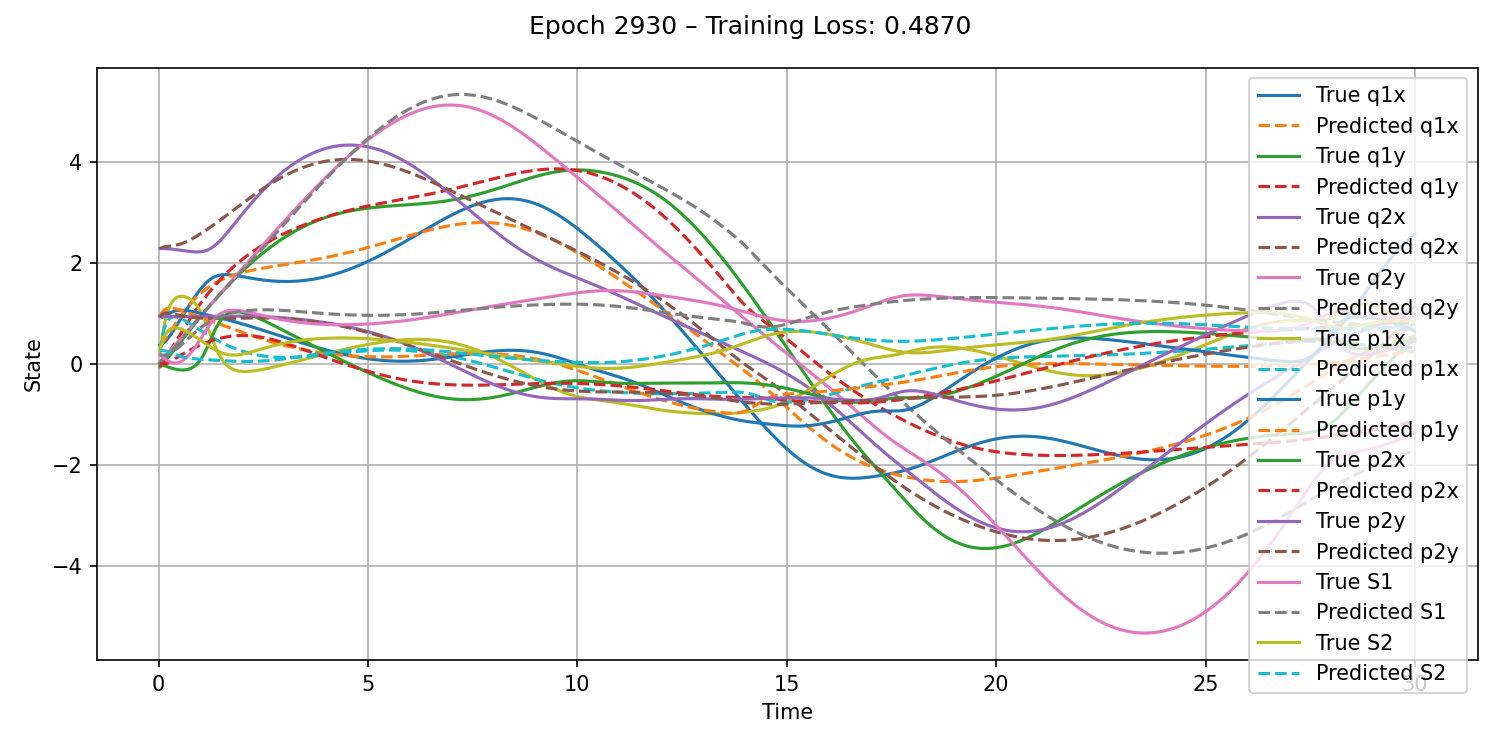 Epoch 2930 – Training Loss: 0.4870
State
4
2
0
−2
−4
0
5
10
15
20
25
30
Time
True q1x
Predicted q1x
True q1y
Predicted q1y
True q2x
Predicted q2x
True q2y
Predicted q2y
True p1x
Predicted p1x
True p1y
Predicted p1y
True p2x
Predicted p2x
True p2y
Predicted p2y
True S1
Predicted S1
True S2
Predicted S2